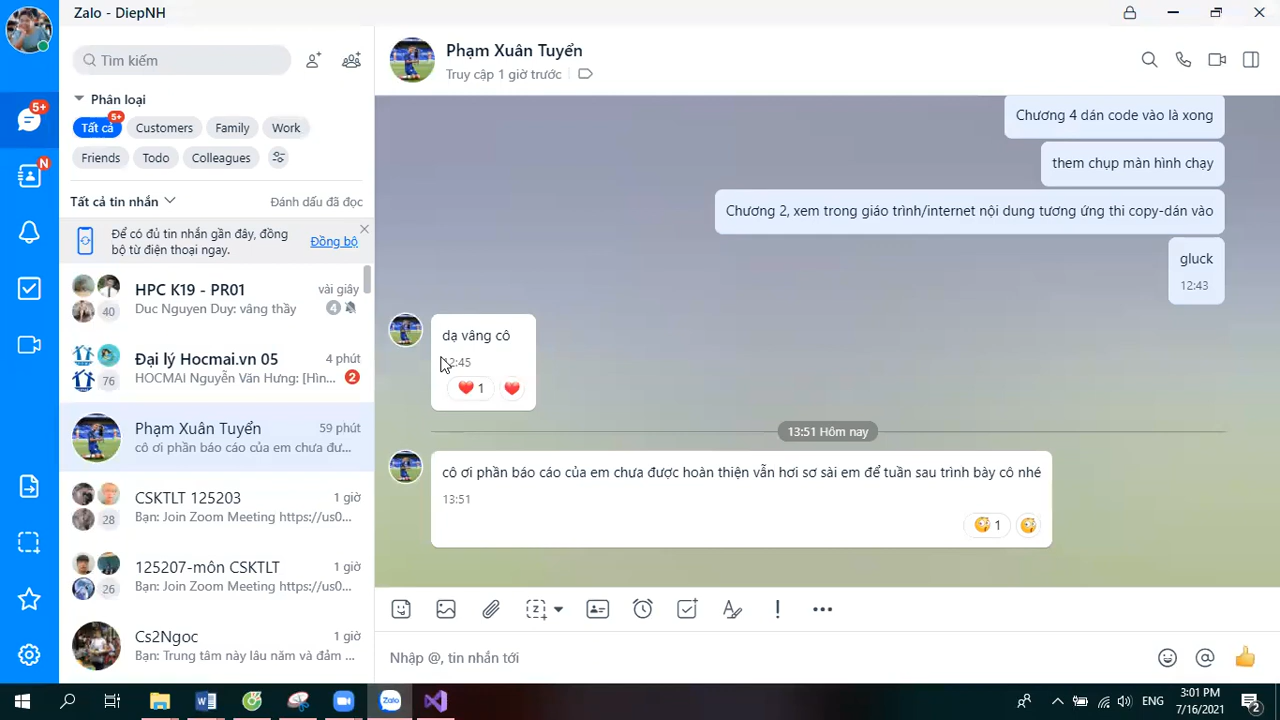 Zalo - DiepNH
5+
N
Tìm kiếm
Phân loại
5+
Tất cả
Customers
Family
Work
Friends
Todo
Colleagues
Tất cả tin nhắn
Đánh dấu đã đọc
Để có đủ tin nhắn gần đây, đồng
bộ từ điện thoại ngay.
Đồng bộ
HPC K19 - PR01
vài giây
40
Duc Nguyen Duy: vâng thầy
4
Đại lý Hocmai.vn 05
4 phút
76
HOCMAI Nguyễn Văn Hưng: [Hìn...
2
Phạm Xuân Tuyển
59 phút
cô ơi phần báo cáo của em chưa đư...
CSKTLT 125203
1 giờ
28
Bạn: Join Zoom Meeting https://us0...
125207-môn CSKTLT
1 giờ
26
Bạn: Join Zoom Meeting https://us0...
Cs2Ngoc
1 giờ
Bạn: Trung tâm này lâu năm và đảm ...
Phạm Xuân Tuyển
Truy cập 1 giờ trước
Chương 4 dán code vào là xong
them chụp màn hình chay
Chương 2, xem trong giáo trình/internet nội dung tương ứng thi copy-dán vào
gluck
12:43
dạ vâng cô
12:45
1
13:51 Hôm nay
cô ơi phần báo cáo của em chưa được hoàn thiện vẫn hơi sơ sài em để tuần sau trình bày cô nhé
13:51
1
Nhập @, tin nhắn tới
Zalo
ENG
3:01 PM
7/16/2021
2